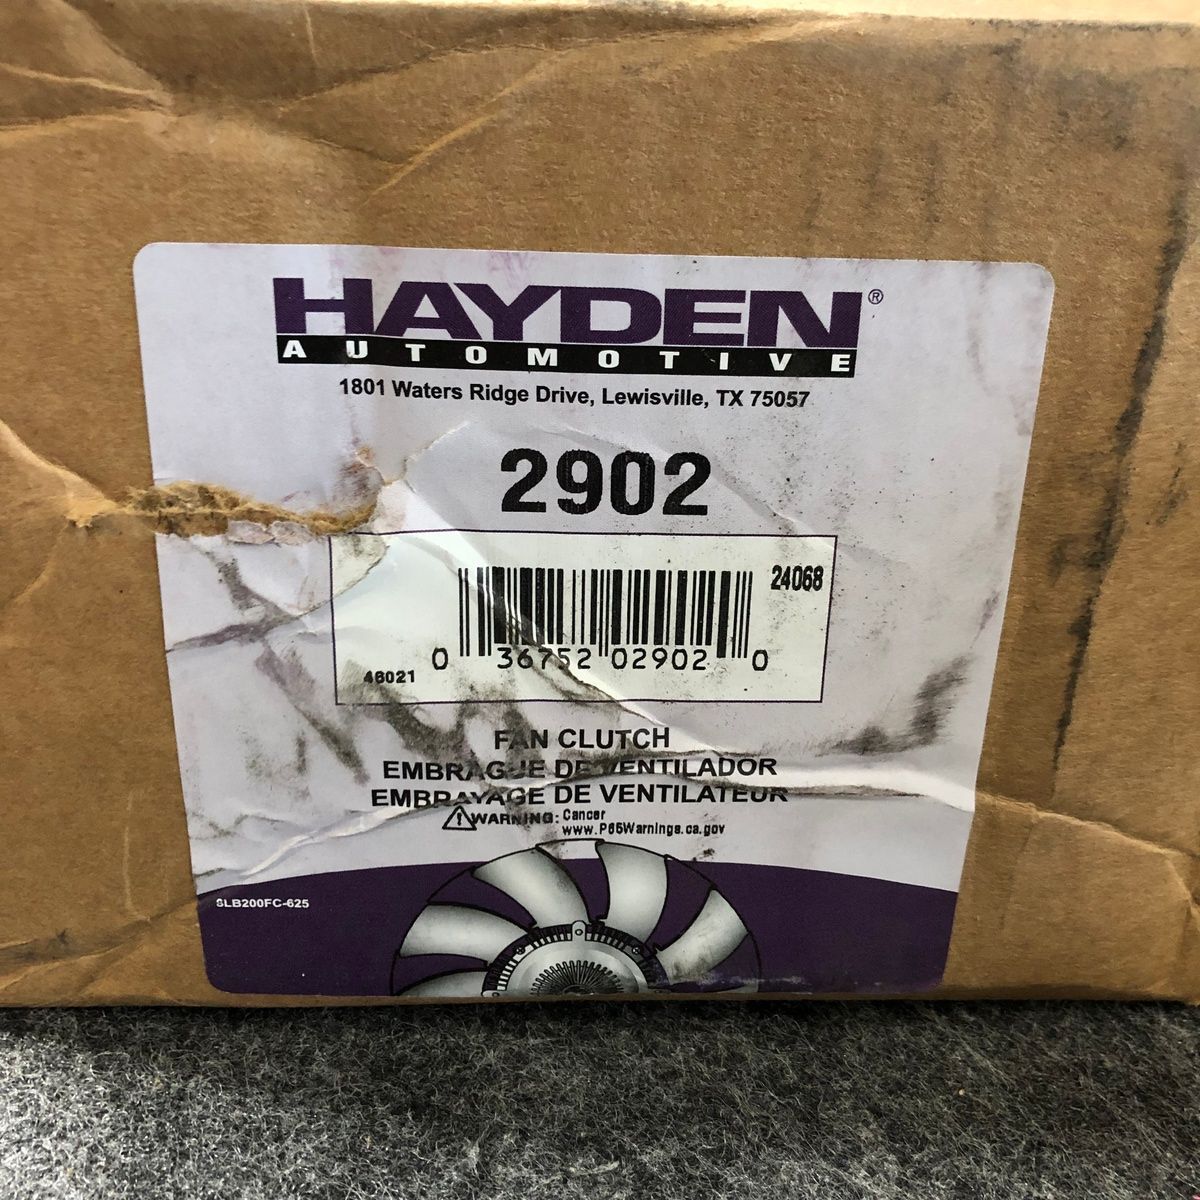 HAYDEN®
AUTOMOTIVE
1801 Waters Ridge Drive, Lewisville, TX 75057
2902
24068
0 36752 02902 0
46021
FAN CLUTCH
EMBRAGUE DE VENTILADOR
EMBRAYAGE DE VENTILATEUR
WARNING: Cancer
www.P65Warnings.ca.gov
SLB200FC-625